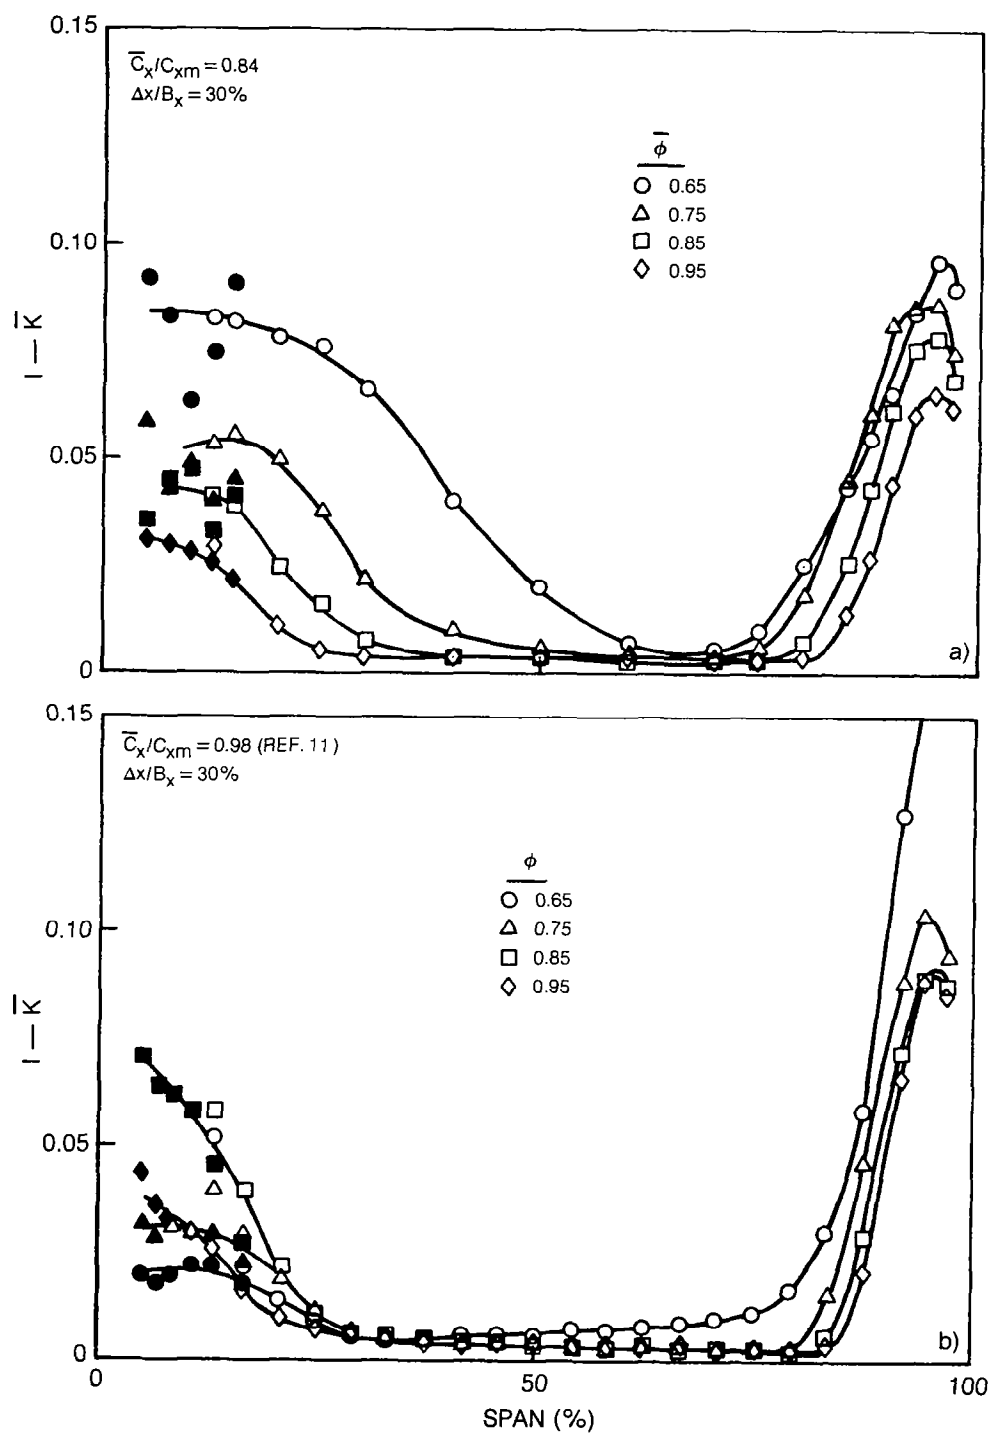 0.15
C̅x/Cxm = 0.84
Δx/Bx = 30%
ϕ̅
0.65
0.75
0.85
0.95
0.10
I — K̅
0.05
0
a)
0.15
C̅x/Cxm = 0.98 (REF. 11)
Δx/Bx = 30%
ϕ
0.65
0.75
0.85
0.95
0.10
I — K̅
0.05
0
b)
0 50 100
SPAN (%)